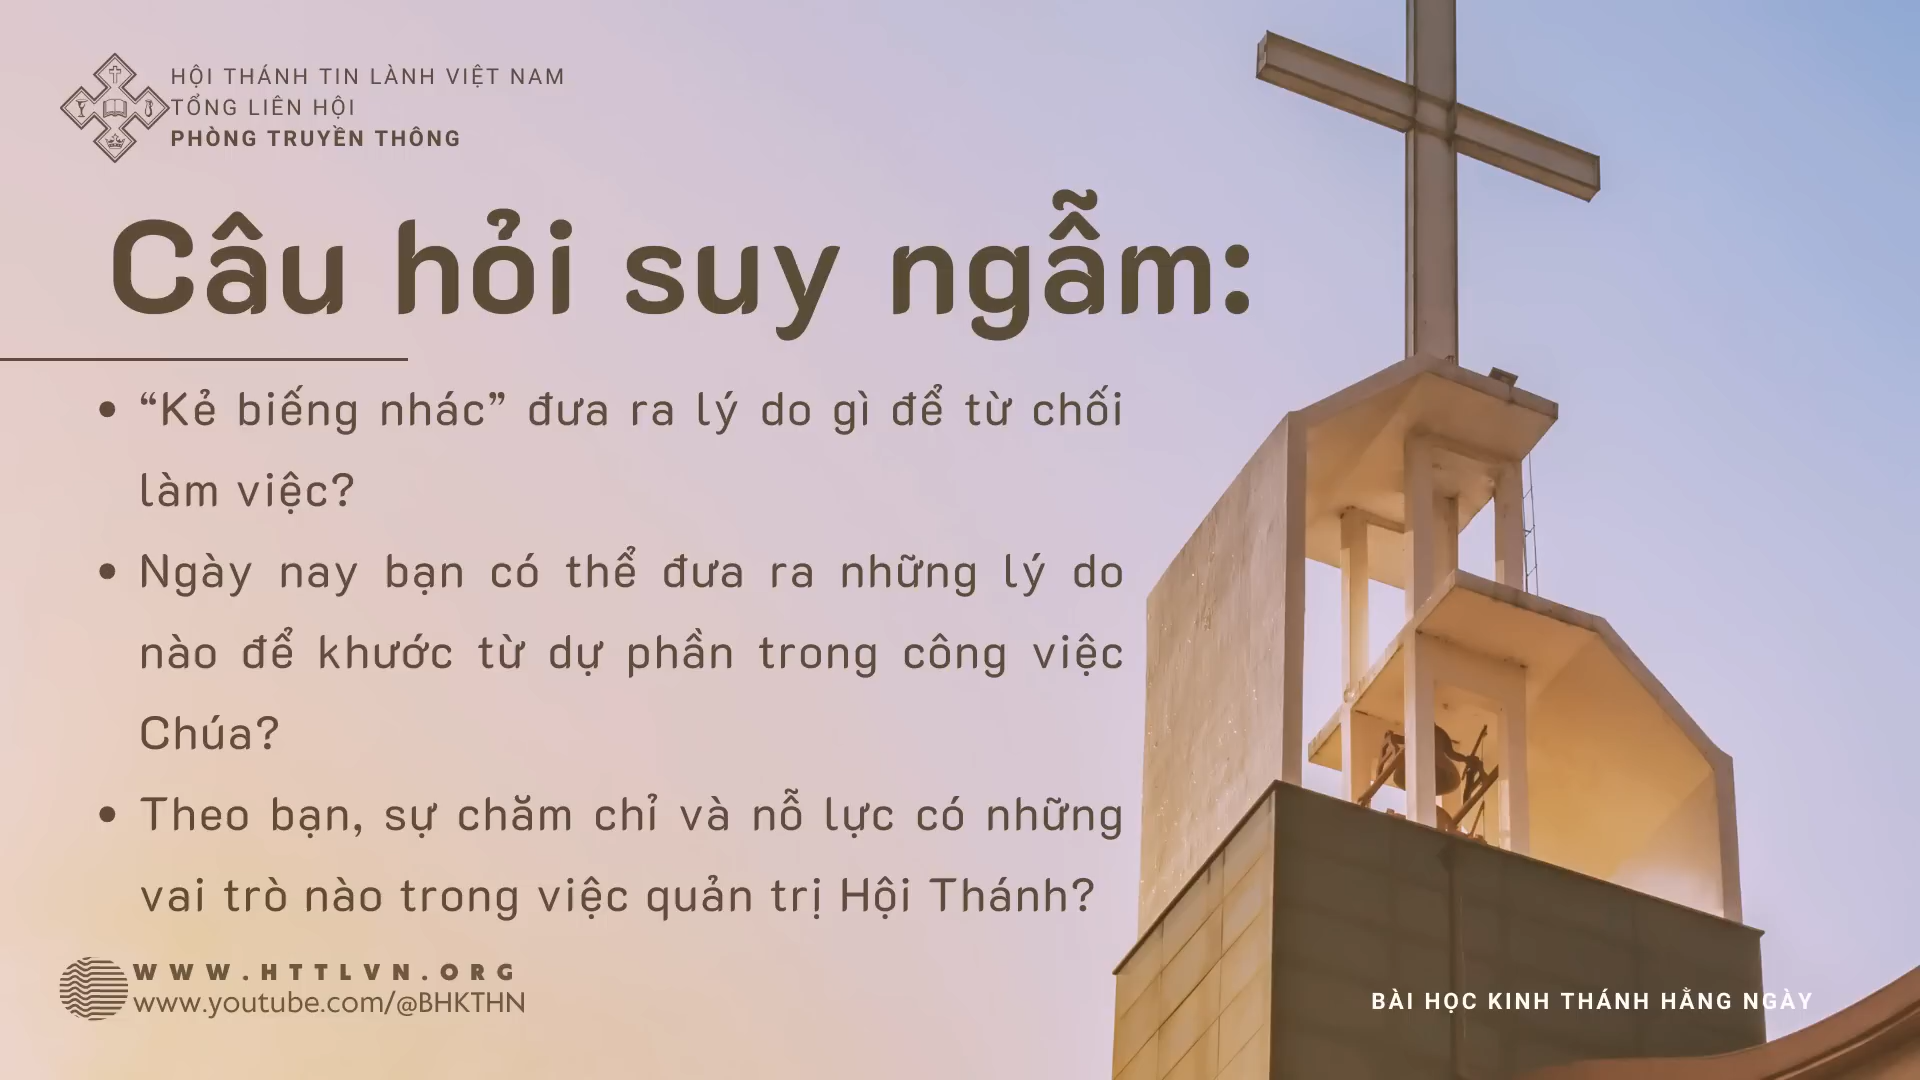 HỘI THÁNH TIN LÀNH VIỆT NAM
TỔNG LIÊN HỘI
PHÒNG TRUYỀN THÔNG
Câu hỏi suy ngẫm:
• “Kẻ biếng nhác” đưa ra lý do gì để từ chối
làm việc?
• Ngày nay bạn có thể đưa ra những lý do
nào để khước từ dự phần trong công việc
Chúa?
• Theo bạn, sự chăm chỉ và nỗ lực có những
vai trò nào trong việc quản trị Hội Thánh?
WWW.HTTLVN.ORG
www.youtube.com/@BHKTHN
BÀI HỌC KINH THÁNH HẰNG NGÀY